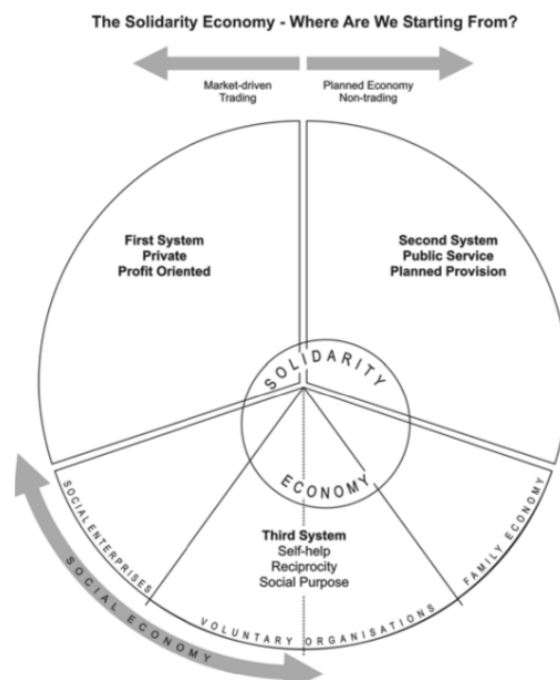 The Solidarity Economy - Where Are We Starting From?
Market-driven
Trading
Planned Economy
Non-trading
First System
Private
Profit Oriented
Second System
Public Service
Planned Provision
SOLIDARITY
ECONOMY
Third System
Self-help
Reciprocity
Social Purpose
SOCIAL ENTERPRISES
VOLUNTARY ORGANISATIONS
FAMILY ECONOMY
SOCIAL ECONOMY